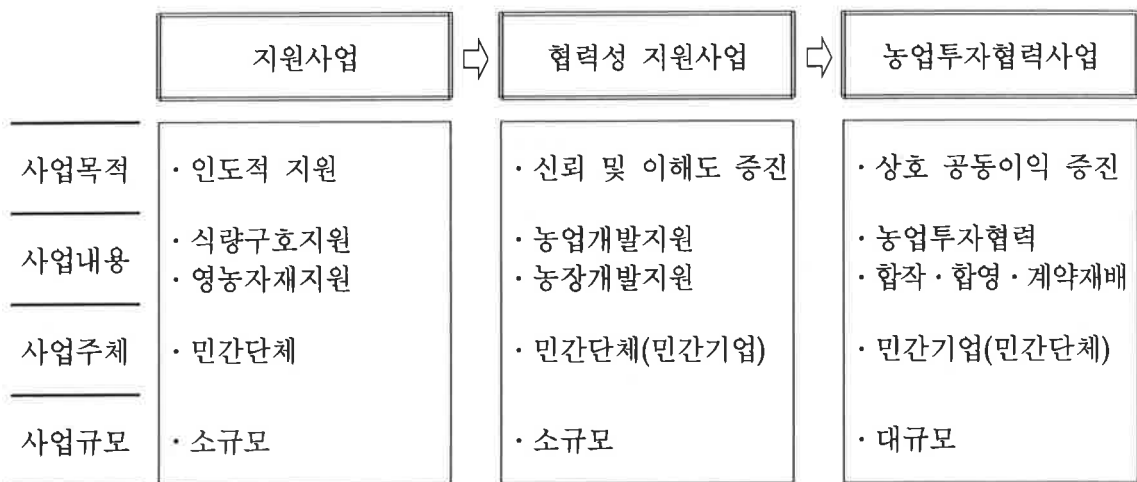 지원사업 ⇨ 협력성 지원사업 ⇨ 농업투자협력사업
사업목적 · 인도적 지원 · 신뢰 및 이해도 증진 · 상호 공동이익 증진
사업내용 · 식량구호지원 · 농업개발지원 · 농업투자협력
· 영농자재지원 · 농장개발지원 · 합작 · 합영 · 계약재배
사업주체 · 민간단체 · 민간단체(민간기업) · 민간기업(민간단체)
사업규모 · 소규모 · 소규모 · 대규모